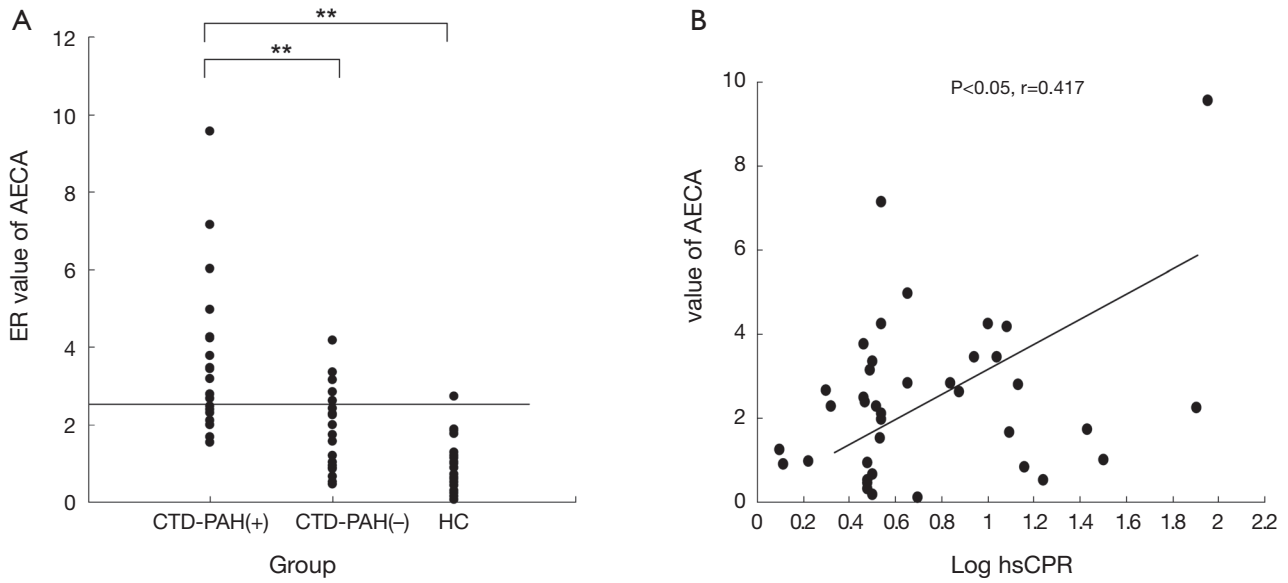 A
**
**
12
10
8
6
4
2
0
ER value of AECA
CTD-PAH(+) CTD-PAH(–) HC
Group
B
P<0.05, r=0.417
10
8
6
4
2
0
value of AECA
0 0.2 0.4 0.6 0.8 1 1.2 1.4 1.6 1.8 2 2.2
Log hsCPR